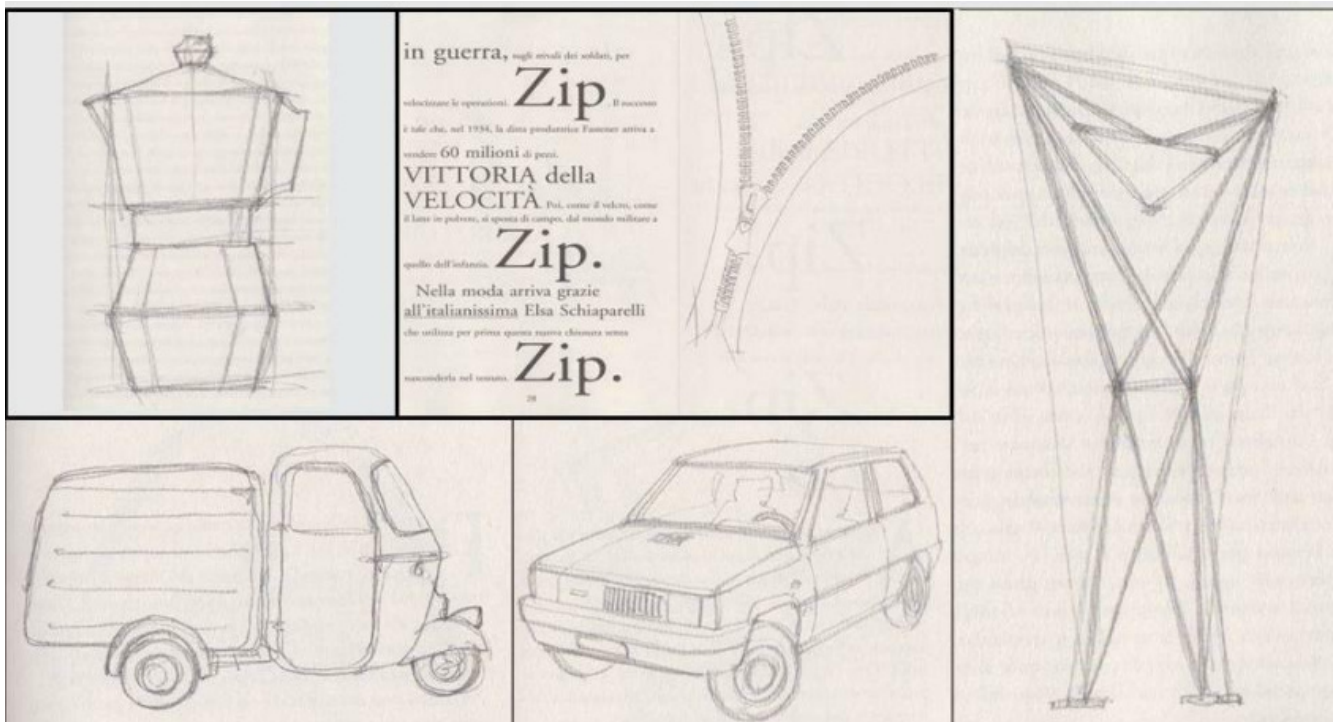 in guerra, sugli stivali dei soldati, per
velocizzare le operazioni. Zip. Il successo
è tale che, nel 1934, la ditta produttrice Fastener arriva a
vendere 60 milioni di pezzi.
VITTORIA della
VELOCITÀ. Poi, come il velcro, come
il latte in polvere, si sposta di campo, dal mondo militare a
quello dell'infanzia. Zip.
Nella moda arriva grazie
all'italianissima Elsa Schiaparelli
che utilizza per prima questa nuova chiusura senza
nasconderla nel tessuto. Zip.
28